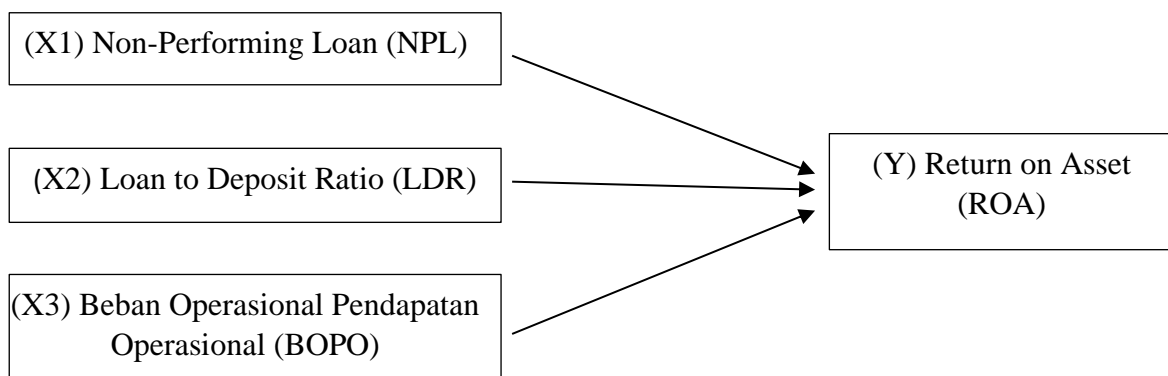 (X1) Non-Performing Loan (NPL)
(X2) Loan to Deposit Ratio (LDR)
(Y) Return on Asset
(ROA)
(X3) Beban Operasional Pendapatan
Operasional (BOPO)